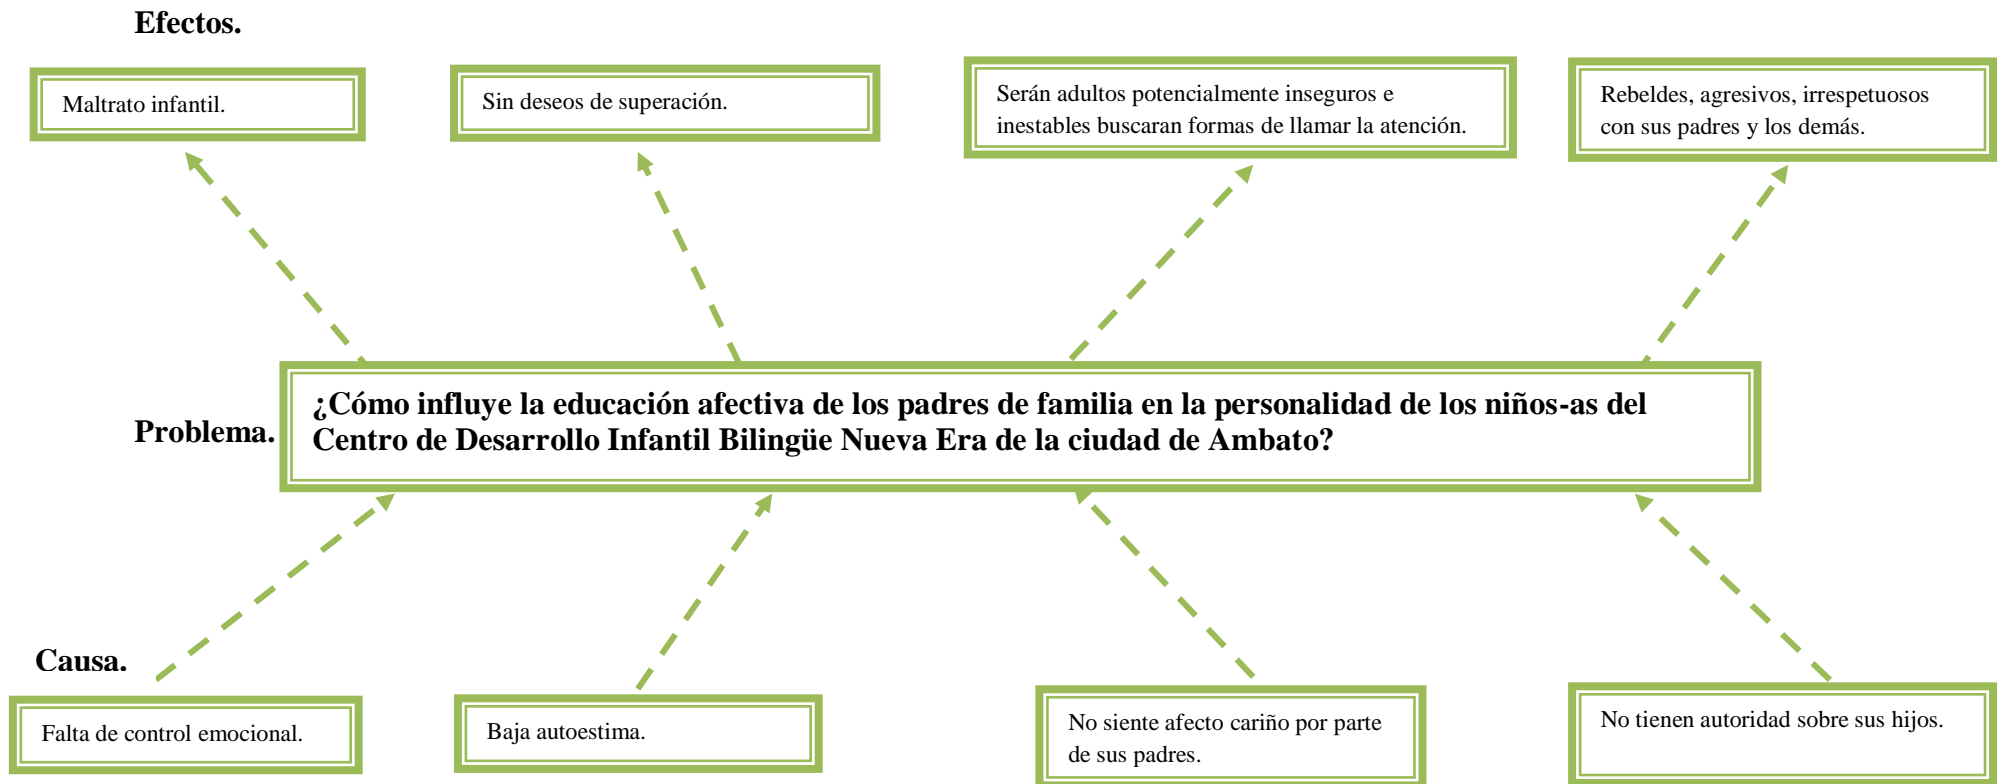 Efectos.
Maltrato infantil.
Sin deseos de superación.
Serán adultos potencialmente inseguros e
inestables buscaran formas de llamar la atención.
Rebeldes, agresivos, irrespetuosos
con sus padres y los demás.
Problema.
¿Cómo influye la educación afectiva de los padres de familia en la personalidad de los niños-as del
Centro de Desarrollo Infantil Bilingüe Nueva Era de la ciudad de Ambato?
Causa.
Falta de control emocional.
Baja autoestima.
No siente afecto cariño por parte
de sus padres.
No tienen autoridad sobre sus hijos.